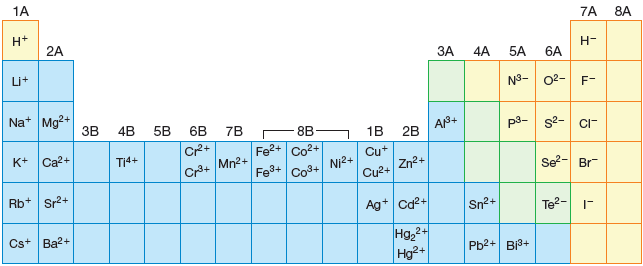 1A 7A 8A
H⁺ H⁻
2A 3A 4A 5A 6A
Li⁺ N³⁻ O²⁻ F⁻
Na⁺ Mg²⁺ 3B 4B 5B 6B 7B 8B 1B 2B Al³⁺ P³⁻ S²⁻ Cl⁻
K⁺ Ca²⁺ Ti⁴⁺ Cr²⁺ Cr³⁺ Mn²⁺ Fe²⁺ Fe³⁺ Co²⁺ Co³⁺ Ni²⁺ Cu⁺ Cu²⁺ Zn²⁺ Se²⁻ Br⁻
Rb⁺ Sr²⁺ Ag⁺ Cd²⁺ Sn²⁺ Te²⁻ I⁻
Cs⁺ Ba²⁺ Hg₂²⁺ Hg²⁺ Pb²⁺ Bi³⁺